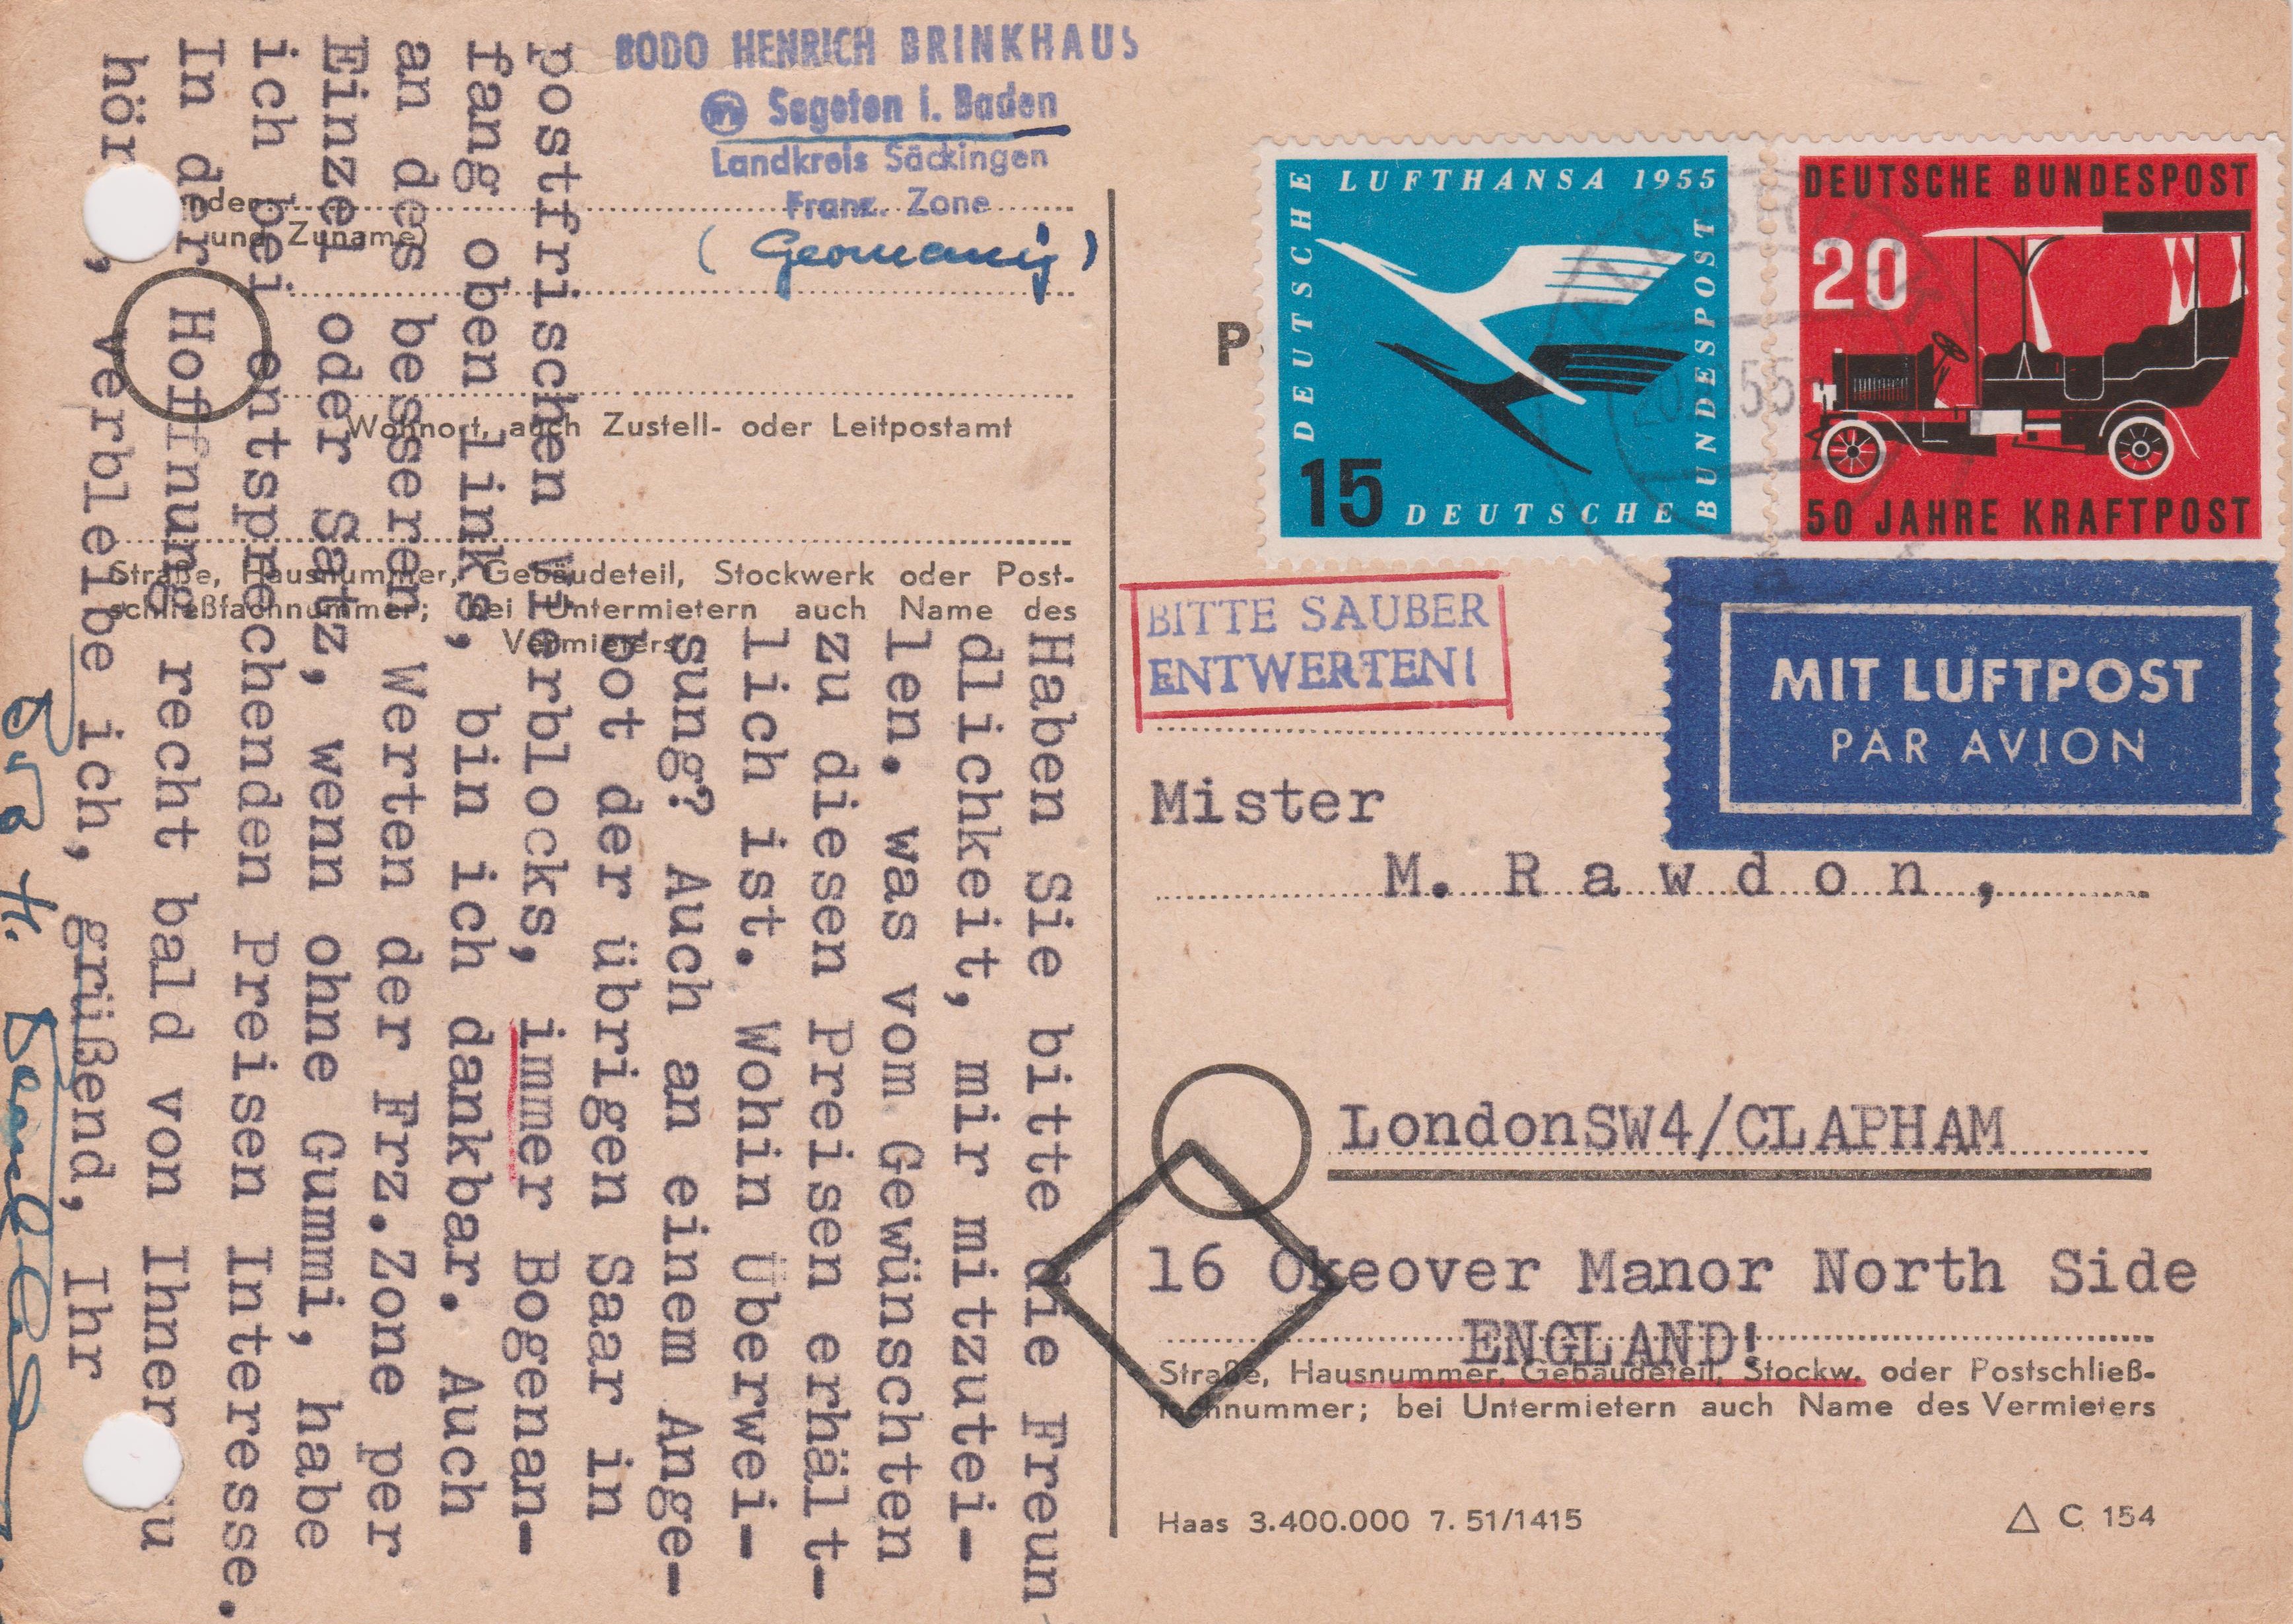 BODO HENRICH BRINKHAUS
Segeten i. Baden
Landkreis Säckingen
Franz. Zone
(Geomany)
und Zuname)
Wohnort, auch Zustell- oder Leitpostamt
Straße, Hausnummer, Gebäudeteil, Stockwerk oder Post-
schließfachnummer; bei Untermietern auch Name des
Vermieters
Haben Sie bitte die Freun
dlichkeit, mir mitzutei-
len. was vom Gewünschten
zu diesen Preisen erhält-
lich ist. Wohin Überwei-
sung? Auch an einem Ange-
bot der übrigen Saar in
postfrischen Vierblocks, immer Bogenan-
fang oben links, bin ich dankbar. Auch
an des besseren Werten der Frz.Zone per
Einzel oder Satz, wenn ohne Gummi, habe
ich bei entsprechenden Preisen Interesse.
In der Hoffnung recht bald von Ihnen zu
hör , verbleibe ich, grüßend, Ihr
P
DEUTSCHE LUFTHANSA 1955
15 DEUTSCHE BUNDESPOST
DEUTSCHE BUNDESPOST
20
50 JAHRE KRAFTPOST
BITTE SAUBER
ENTWERTEN!
MIT LUFTPOST
PAR AVION
Mister
M. R a w d o n ,
LondonSW4/CLAPHAM
16 Okeover Manor North Side
ENGLAND!
Straße, Hausnummer, Gebäudeteil, Stockw. oder Postschließ-
fachnummer; bei Untermietern auch Name des Vermieters
Haas 3.400.000 7. 51/1415
△ C 154